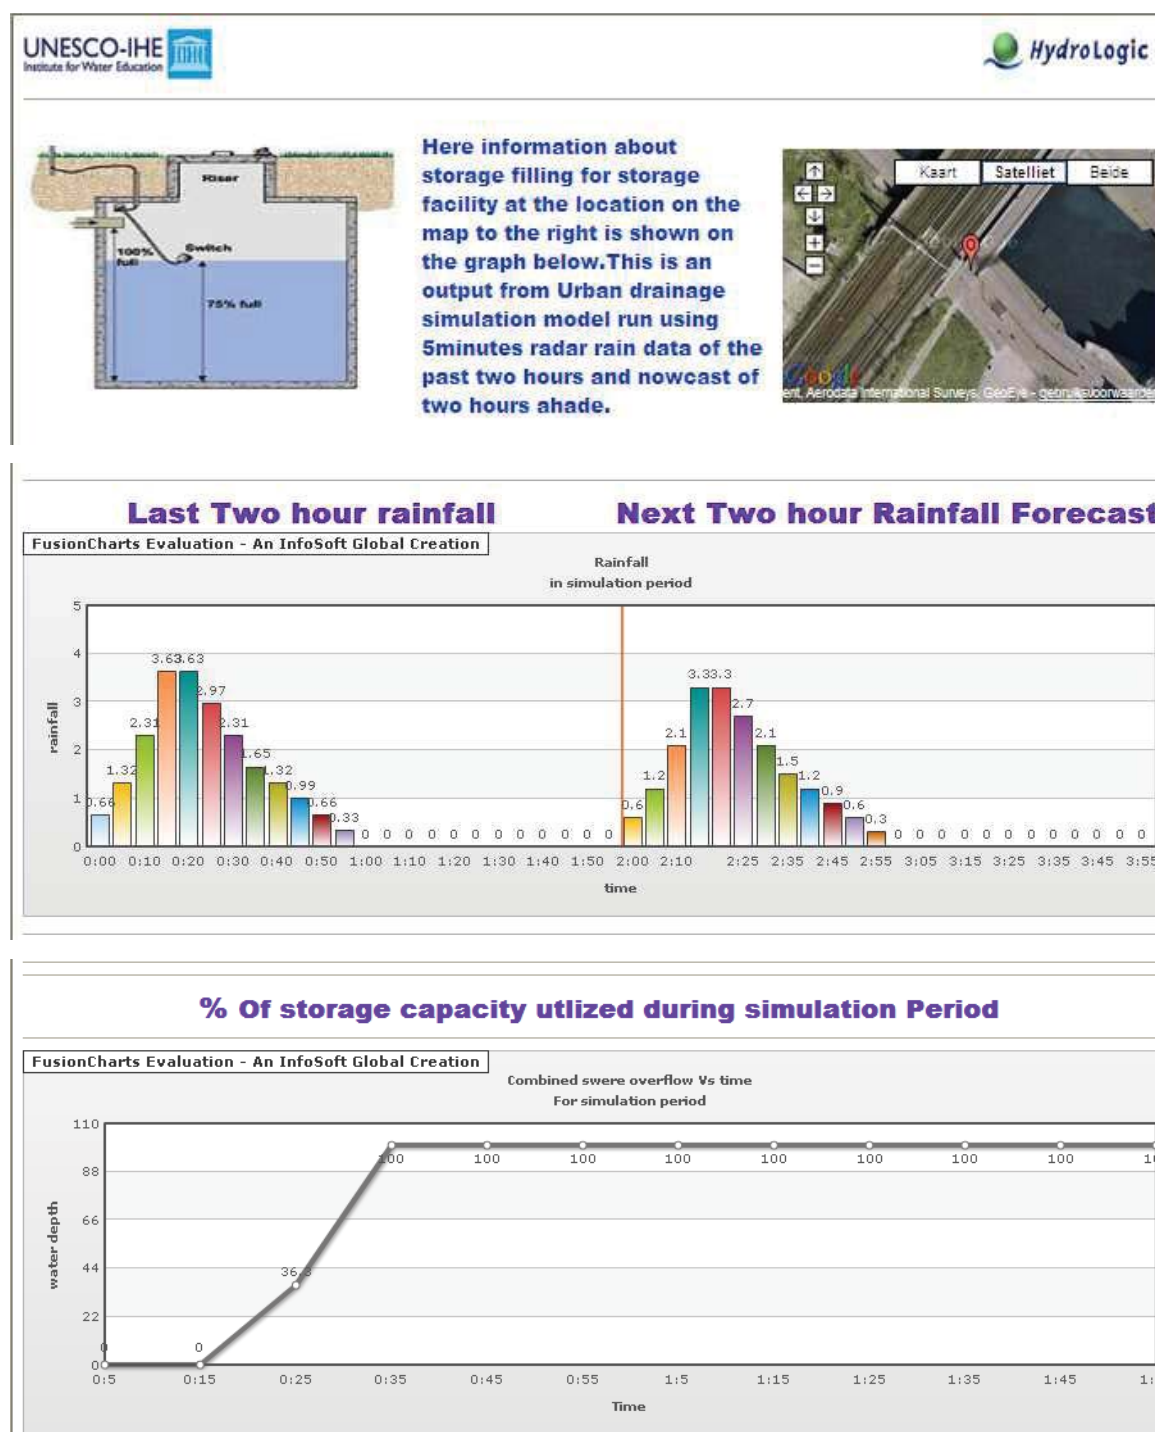 UNESCO-IHE
Institute for Water Education
HydroLogic
Riser
Switch
100%
full
75% full
Here information about
storage filling for storage
facility at the location on the
map to the right is shown on
the graph below.This is an
output from Urban drainage
simulation model run using
5minutes radar rain data of the
past two hours and nowcast of
two hours ahade.
Kaart Satelliet Beide
Google
ent, Aerodata International Surveys, GeoEye - gebruiksvoorwaarden
Last Two hour rainfall Next Two hour Rainfall Forecast
FusionCharts Evaluation - An InfoSoft Global Creation
Rainfall
in simulation period
rainfall
5
4
3
2
1
0
0.66 1.32 2.31 3.63 3.63 2.97 2.31 1.65 1.32 0.99 0.66 0.33 0 0 0 0 0 0 0 0 0 0 0 0 0.6 1.2 2.1 3.3 3.3 2.7 2.1 1.5 1.2 0.9 0.6 0.3 0 0 0 0 0 0 0 0 0 0 0 0
0:00 0:10 0:20 0:30 0:40 0:50 1:00 1:10 1:20 1:30 1:40 1:50 2:00 2:10 2:25 2:35 2:45 2:55 3:05 3:15 3:25 3:35 3:45 3:55
time
% Of storage capacity utlized during simulation Period
FusionCharts Evaluation - An InfoSoft Global Creation
Combined swere overflow Vs time
For simulation period
water depth
110
88
66
44
22
0
0 0 36.3 100 100 100 100 100 100 100 100
0:5 0:15 0:25 0:35 0:45 0:55 1:5 1:15 1:25 1:35 1:45
Time